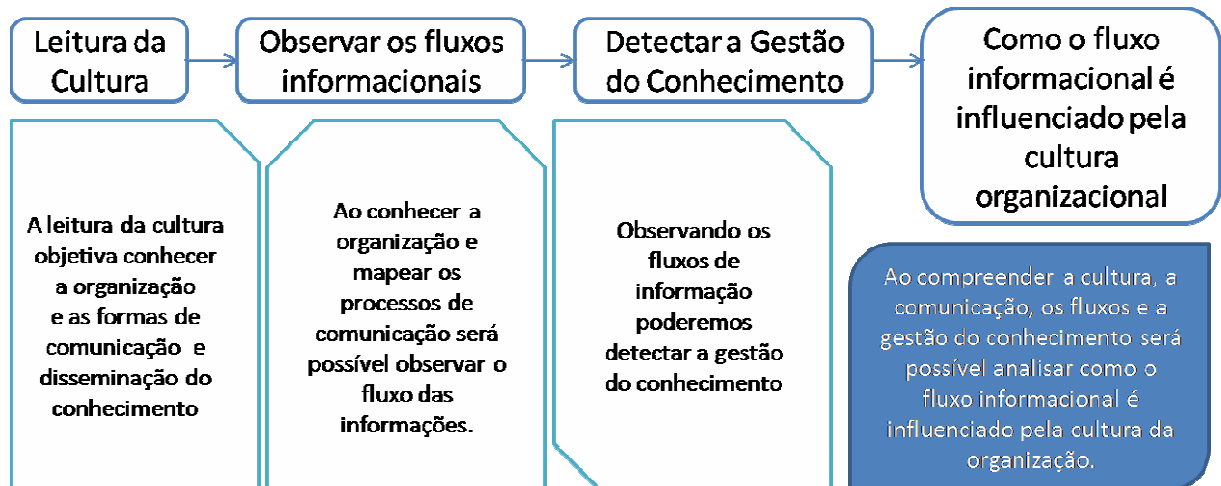 Leitura da
Cultura
Observar os fluxos
informacionais
Detectar a Gestão
do Conhecimento
Como o fluxo
informacional é
influenciado pela
cultura
organizacional
A leitura da cultura
objetiva conhecer
a organização
e as formas de
comunicação e
disseminação do
conhecimento
Ao conhecer a
organização e
mapear os
processos de
comunicação será
possível observar o
fluxo das
informações.
Observando os
fluxos de
informação
poderemos
detectar a gestão
do conhecimento
Ao compreender a cultura, a
comunicação, os fluxos e a
gestão do conhecimento será
possível analisar como o
fluxo informacional é
influenciado pela cultura da
organização.